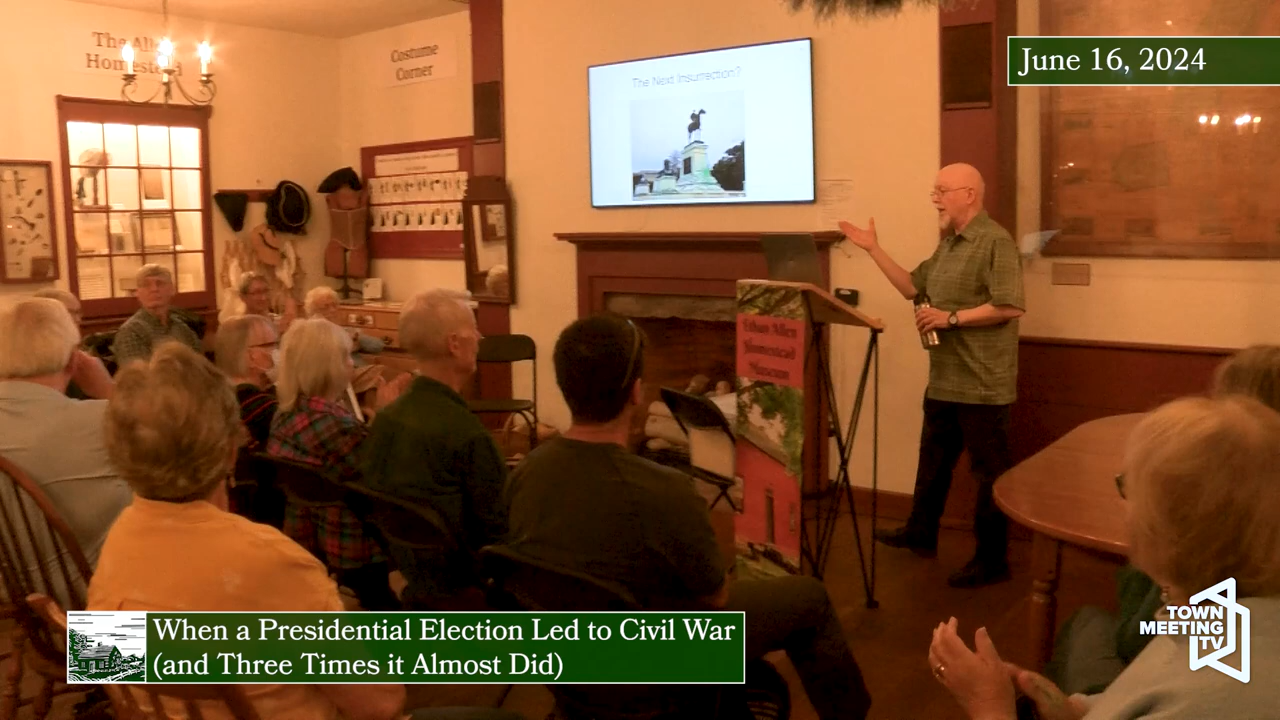 The Allen
Homestead
Costume
Corner
The Next Insurrection?
June 16, 2024
Ethan Allen
Homestead
Museum
When a Presidential Election Led to Civil War
(and Three Times it Almost Did)
TOWN
MEETING
TV